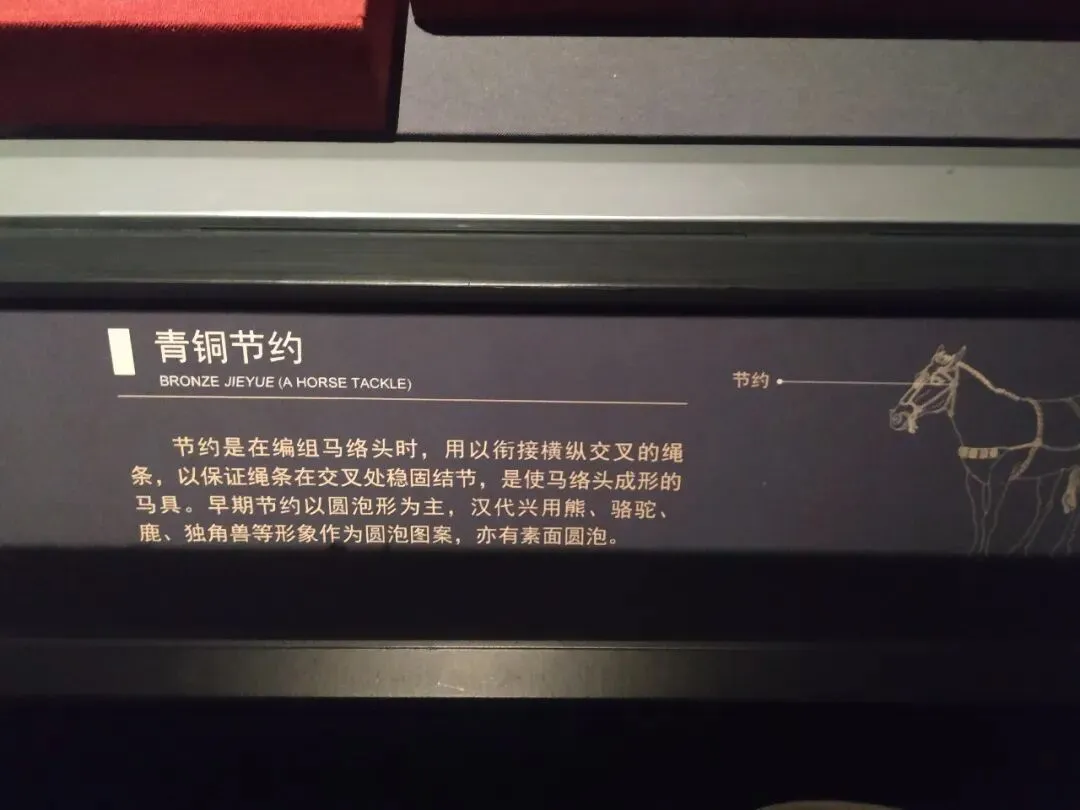 青铜节约
BRONZE JIEYUE (A HORSE TACKLE)
节约
节约是在编组马络头时，用以衔接横纵交叉的绳
条，以保证绳条在交叉处稳固结节，是使马络头成形的
马具。早期节约以圆泡形为主，汉代兴用熊、骆驼、
鹿、独角兽等形象作为圆泡图案，亦有素面圆泡。